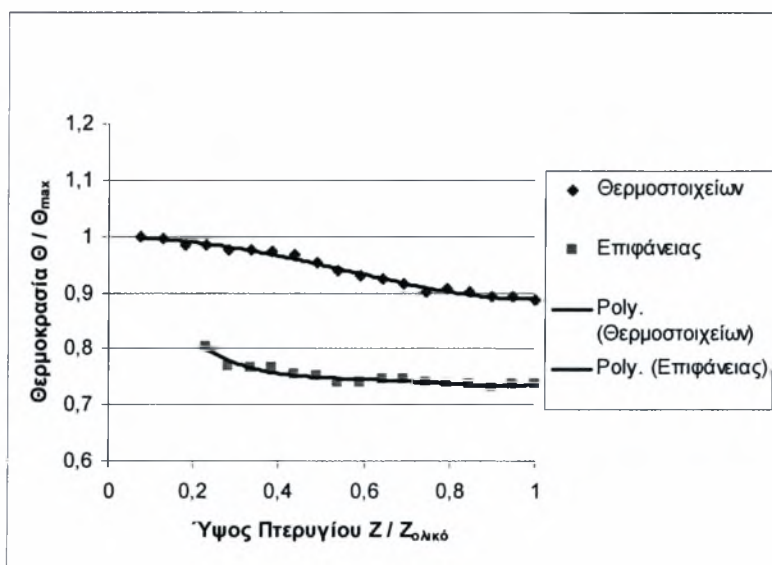 1,2
1,1
1
0,9
0,8
0,7
0,6
Θερμοκρασία Θ / Θmax
0 0,2 0,4 0,6 0,8 1
Ύψος Πτερυγίου Ζ / Ζολικό
Θερμοστοιχείων
Επιφάνειας
Poly.
(Θερμοστοιχείων)
Poly. (Επιφάνειας)